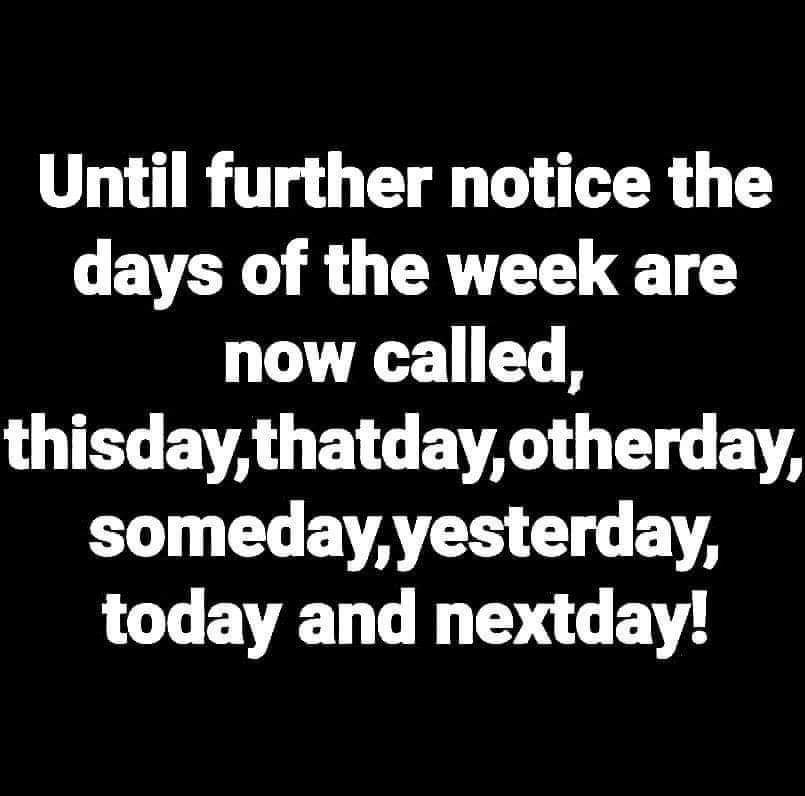 Until further notice the
days of the week are
now called,
thisday,thatday,otherday,
someday,yesterday,
today and nextday!